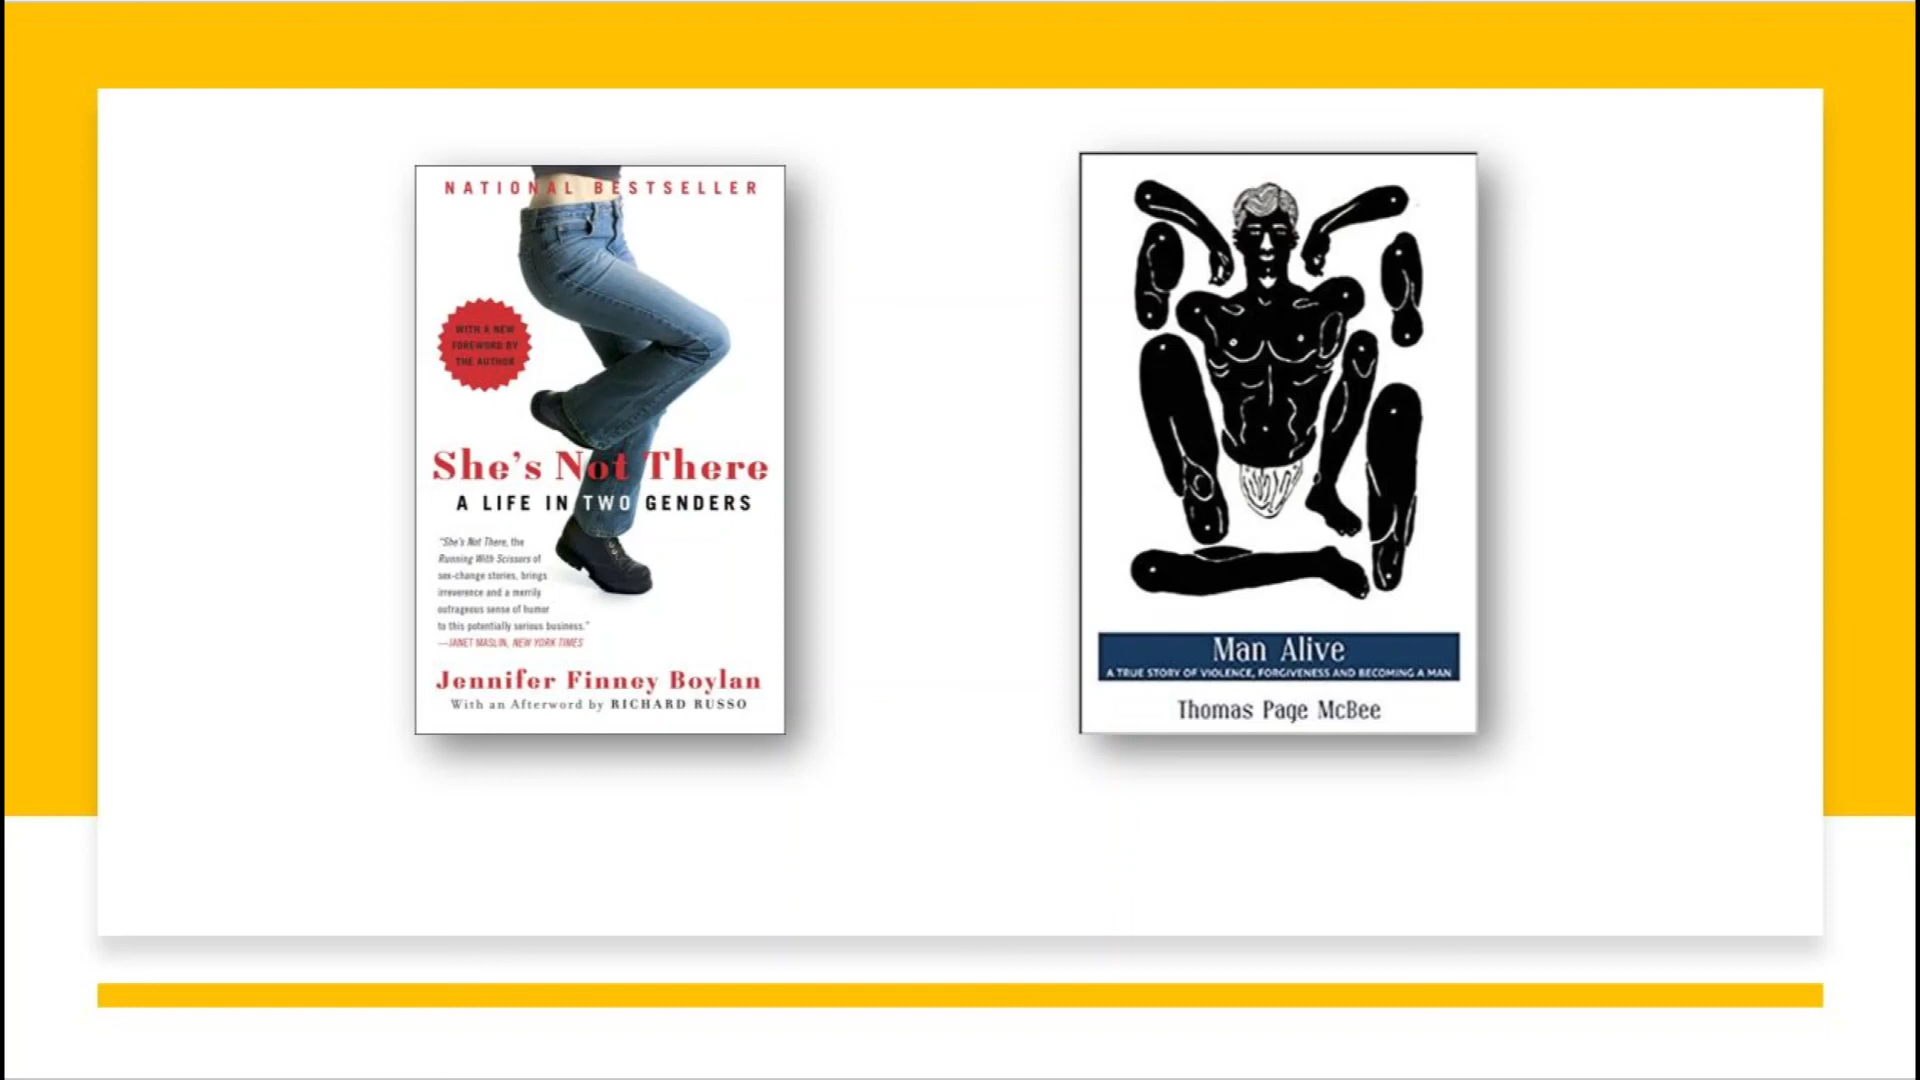 NATIONAL BESTSELLER
WITH A NEW
FOREWORD BY
THE AUTHOR
She's Not There
A LIFE IN TWO GENDERS
"She's Not There, the
Running With Scissors of
sex-change stories, brings
irreverence and a merrily
outrageous sense of humor
to this potentially serious business."
—JANET MASLIN, NEW YORK TIMES
Jennifer Finney Boylan
With an Afterword by RICHARD RUSSO
Man Alive
A TRUE STORY OF VIOLENCE, FORGIVENESS AND BECOMING A MAN
Thomas Page McBee